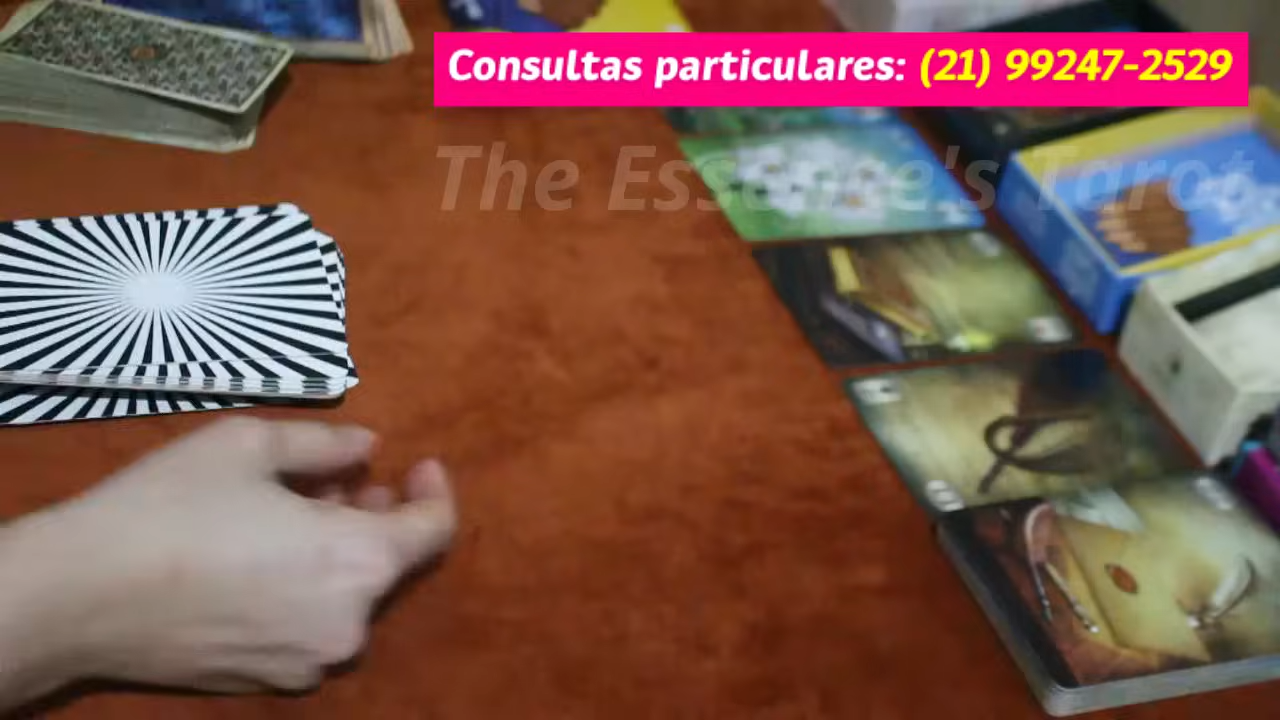 Consultas particulares: (21) 99247-2529
The Essence's Tarot